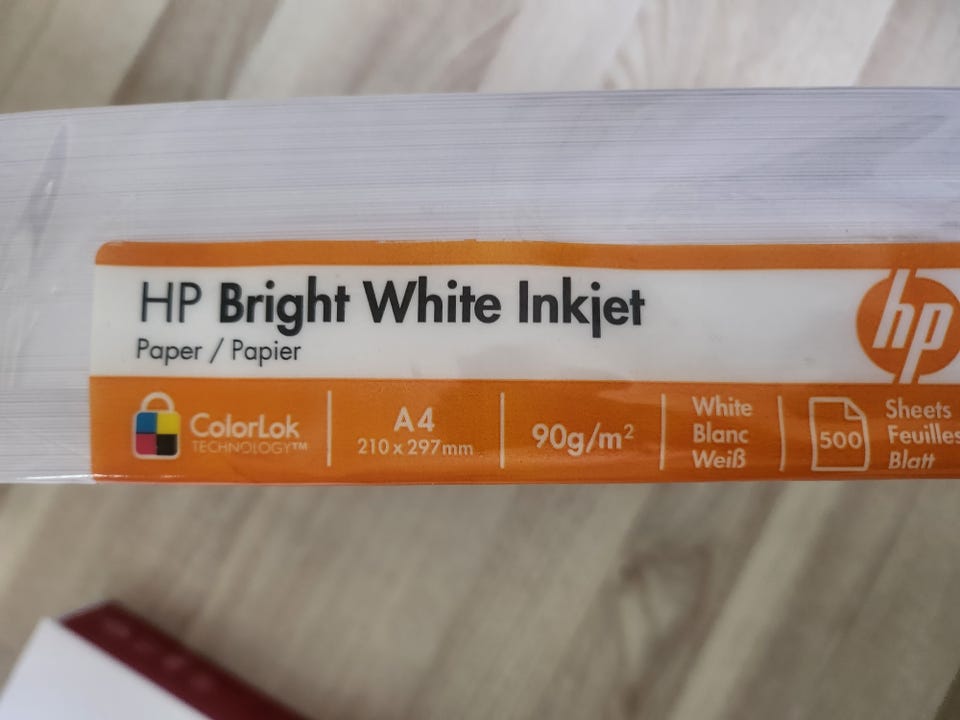 HP Bright White Inkjet
Paper / Papier
hp
ColorLok
TECHNOLOGY™
A4
210 x 297mm
90g/m²
White
Blanc
Weiß
500
Sheets
Feuilles
Blatt